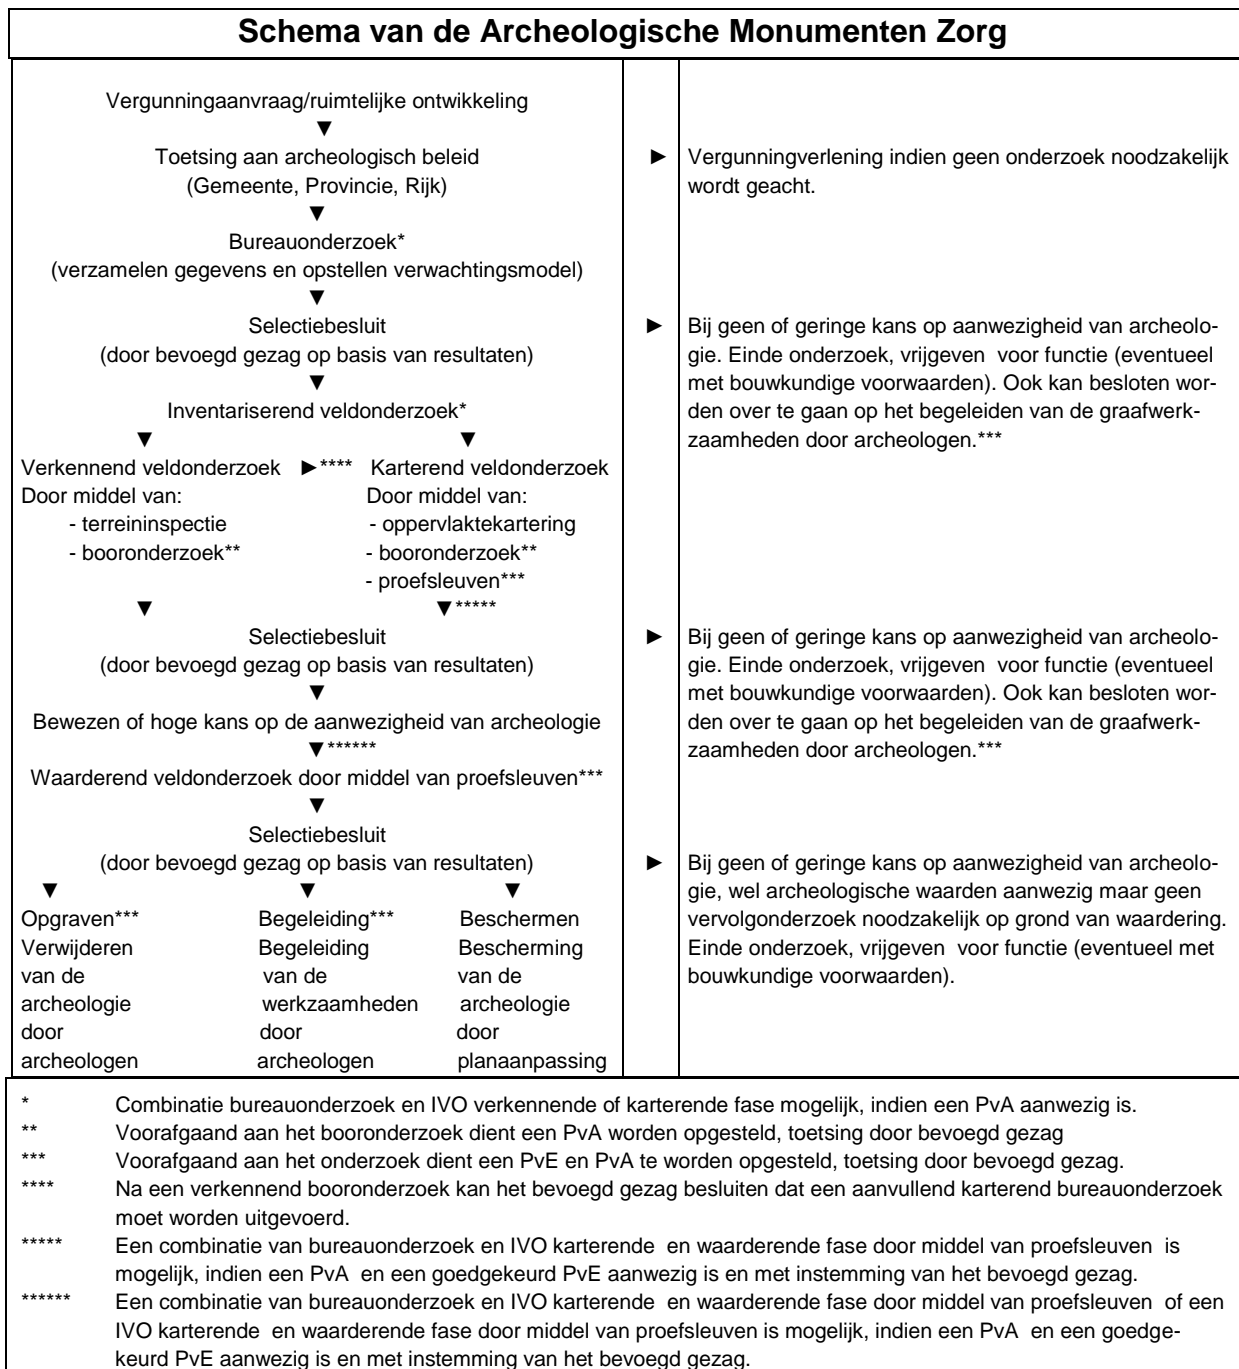 Schema van de Archeologische Monumenten Zorg
Vergunningaanvraag/ruimtelijke ontwikkeling
▼
Toetsing aan archeologisch beleid
(Gemeente, Provincie, Rijk)
► Vergunningverlening indien geen onderzoek noodzakelijk
wordt geacht.
▼
Bureauonderzoek*
(verzamelen gegevens en opstellen verwachtingsmodel)
▼
Selectiebesluit
(door bevoegd gezag op basis van resultaten)
► Bij geen of geringe kans op aanwezigheid van archeolo-
gie. Einde onderzoek, vrijgeven voor functie (eventueel
met bouwkundige voorwaarden). Ook kan besloten wor-
den over te gaan op het begeleiden van de graafwerk-
zaamheden door archeologen.***
▼
Inventariserend veldonderzoek*
▼ ▼
Verkennend veldonderzoek ►**** Karterend veldonderzoek
Door middel van: Door middel van:
- terreininspectie - oppervlaktekartering
- booronderzoek** - booronderzoek**
- proefsleuven***
▼ ▼*****
Selectiebesluit
(door bevoegd gezag op basis van resultaten)
► Bij geen of geringe kans op aanwezigheid van archeolo-
gie. Einde onderzoek, vrijgeven voor functie (eventueel
met bouwkundige voorwaarden). Ook kan besloten wor-
den over te gaan op het begeleiden van de graafwerk-
zaamheden door archeologen.***
▼
Bewezen of hoge kans op de aanwezigheid van archeologie
▼******
Waarderend veldonderzoek door middel van proefsleuven***
▼
Selectiebesluit
(door bevoegd gezag op basis van resultaten)
► Bij geen of geringe kans op aanwezigheid van archeolo-
gie, wel archeologische waarden aanwezig maar geen
vervolgonderzoek noodzakelijk op grond van waardering.
Einde onderzoek, vrijgeven voor functie (eventueel met
bouwkundige voorwaarden).
▼ ▼ ▼
Opgraven*** Begeleiding*** Beschermen
Verwijderen Begeleiding Bescherming
van de van de van de
archeologie werkzaamheden archeologie
door door door
archeologen archeologen planaanpassing
* Combinatie bureauonderzoek en IVO verkennende of karterende fase mogelijk, indien een PvA aanwezig is.
** Voorafgaand aan het booronderzoek dient een PvA worden opgesteld, toetsing door bevoegd gezag
*** Voorafgaand aan het onderzoek dient een PvE en PvA te worden opgesteld, toetsing door bevoegd gezag.
**** Na een verkennend booronderzoek kan het bevoegd gezag besluiten dat een aanvullend karterend bureauonderzoek
moet worden uitgevoerd.
***** Een combinatie van bureauonderzoek en IVO karterende en waarderende fase door middel van proefsleuven is
mogelijk, indien een PvA en een goedgekeurd PvE aanwezig is en met instemming van het bevoegd gezag.
****** Een combinatie van bureauonderzoek en IVO karterende en waarderende fase door middel van proefsleuven of een
IVO karterende en waarderende fase door middel van proefsleuven is mogelijk, indien een PvA en een goedge-
keurd PvE aanwezig is en met instemming van het bevoegd gezag.